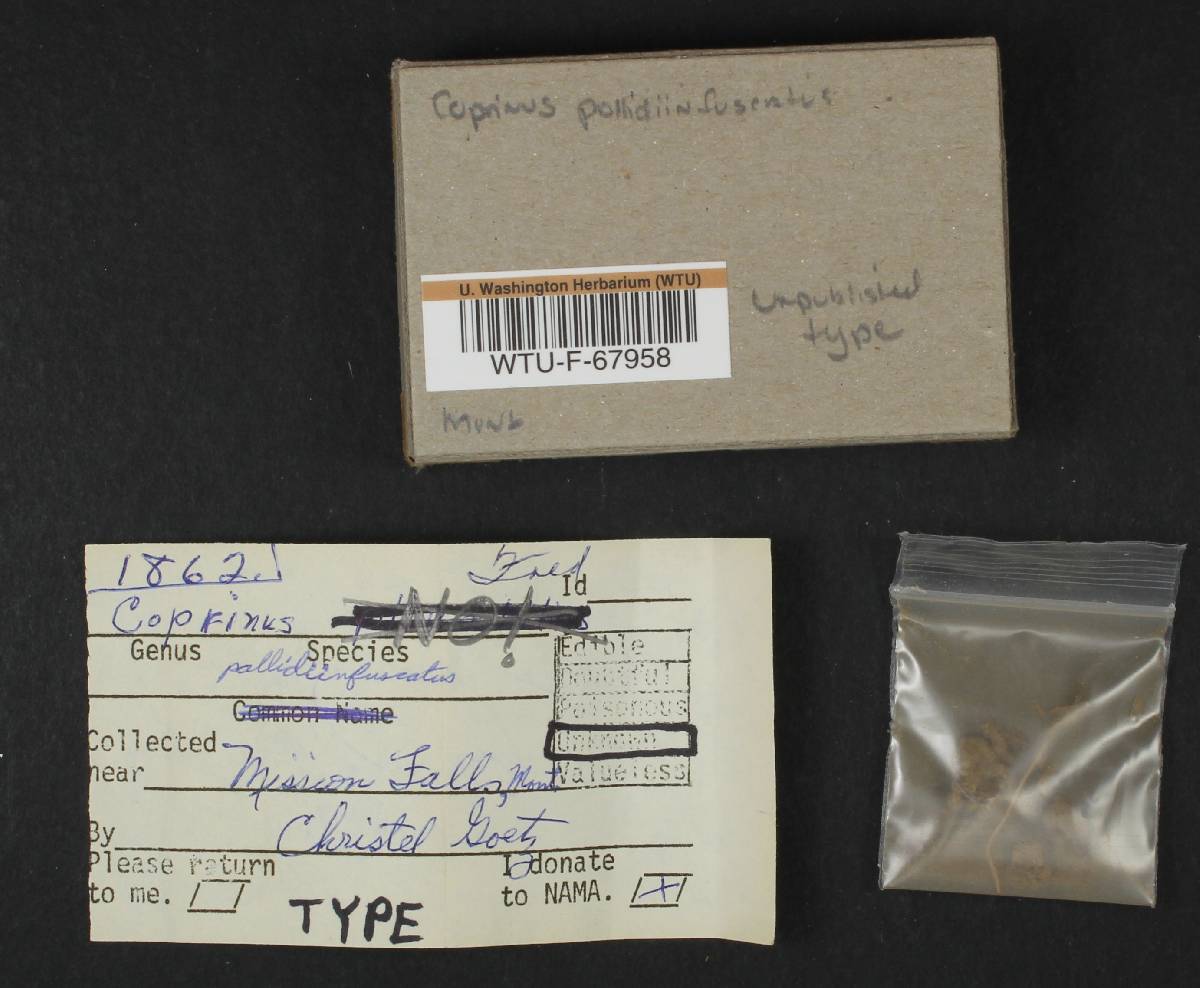 Coprinus pallidiinfuscatus
U. Washington Herbarium (WTU)
WTU-F-67958
unpublished
type
Mont
1862
Fred
Id
Coprinus
NO!
Genus
Species
pallidiinfuscatus
Common Name
Edible
Doubtful
Poisonous
Unknown
Valueless
Collected
near
Mission Falls, Mont
By
Christel Goetz
Please return
to me.
I donate
to NAMA.
TYPE